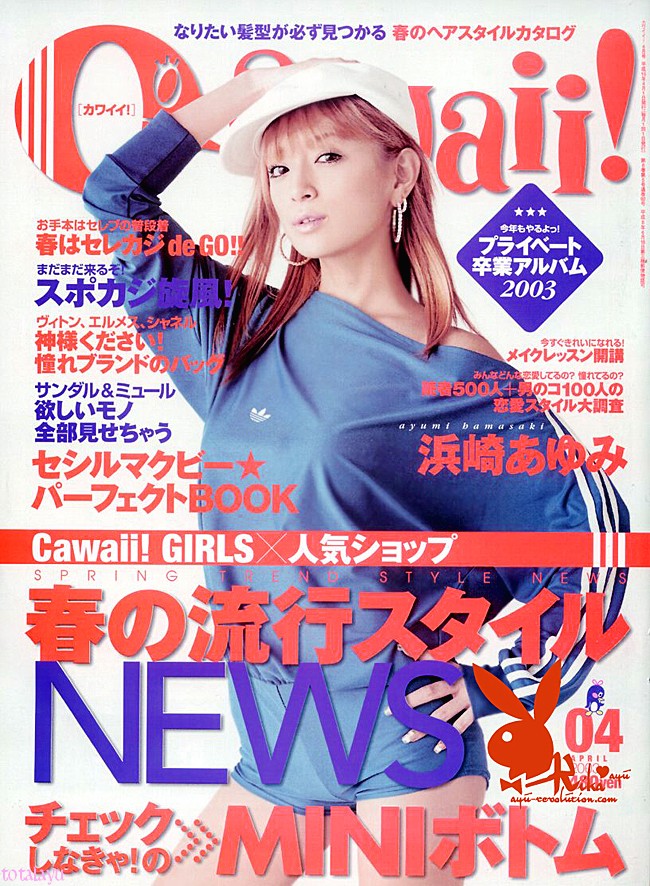 なりたい髪型が必ず見つかる 春のヘアスタイルカタログ
Cawaii!
[カワイイ!]
お手本はセレブの普段着
春はセレカジ de GO!!
まだまだ来るぞ!
スポカジ旋風!
ヴィトン、エルメス、シャネル
神様ください!
憧れブランドのバッグ
サンダル＆ミュール
欲しいモノ
全部見せちゃう
セシルマクビー★
パーフェクトBOOK
★★★
今年もやるよっ!
プライベート
卒業アルバム
2003
今すぐきれいになれる!
メイクレッスン開講
みんなどんな恋愛してるの? 憧れてるの?
500人＋男のコ100人の
恋愛スタイル大調査
ayumi hamasaki
浜崎あゆみ
Cawaii! GIRLS×人気ショップ
SPRING TREND STYLE NEWS
春の流行スタイル
NEWS
04
APRIL
2003
480yen
ayu
ayu-revolution.com
チェック
しなきゃ!の
MINIボトム
totalayu